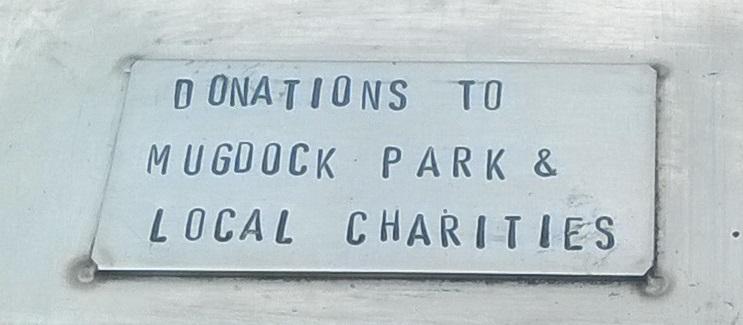 DONATIONS TO
MUGDOCK PARK &
LOCAL CHARITIES